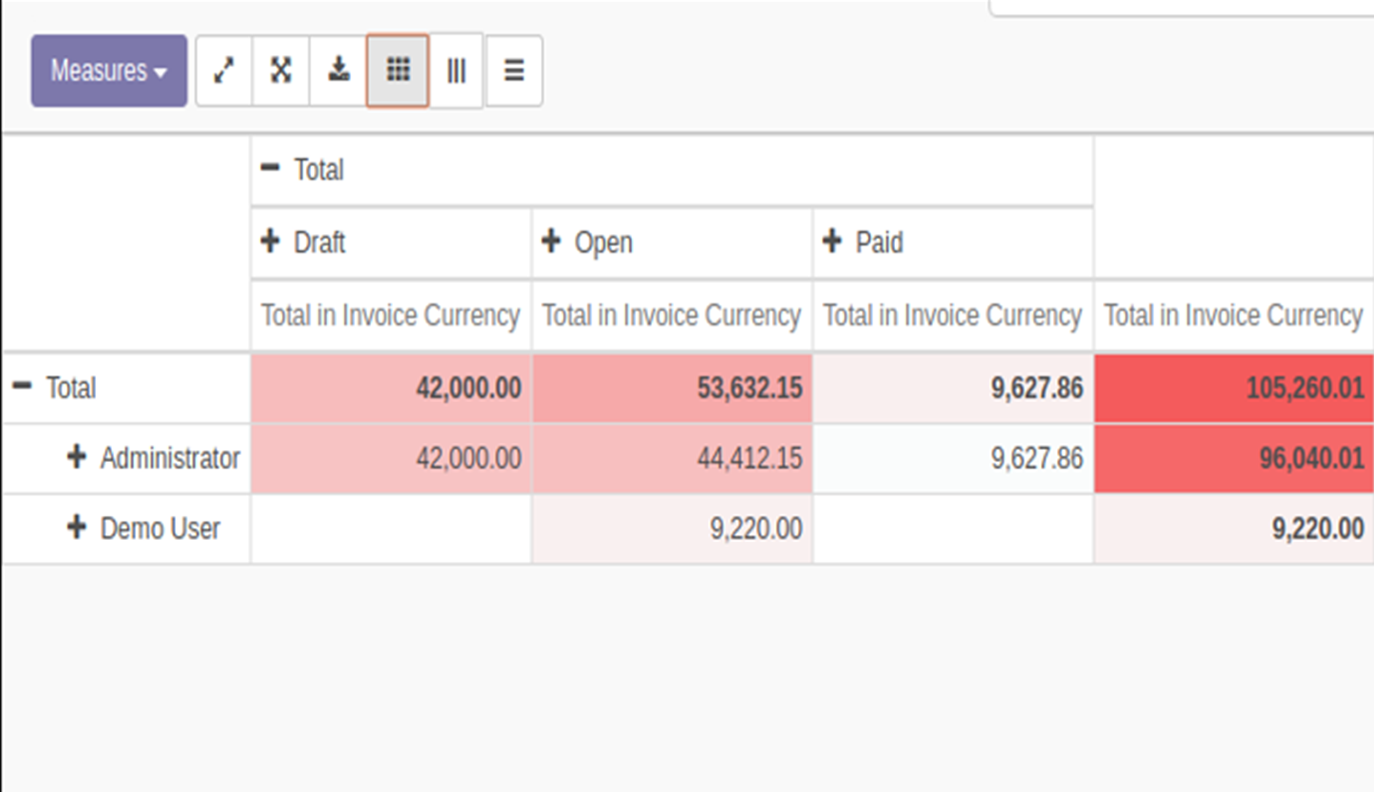 Measures
Total
Draft Open Paid
Total in Invoice Currency Total in Invoice Currency Total in Invoice Currency Total in Invoice Currency
Total 42,000.00 53,632.15 9,627.86 105,260.01
Administrator 42,000.00 44,412.15 9,627.86 96,040.01
Demo User 9,220.00 9,220.00